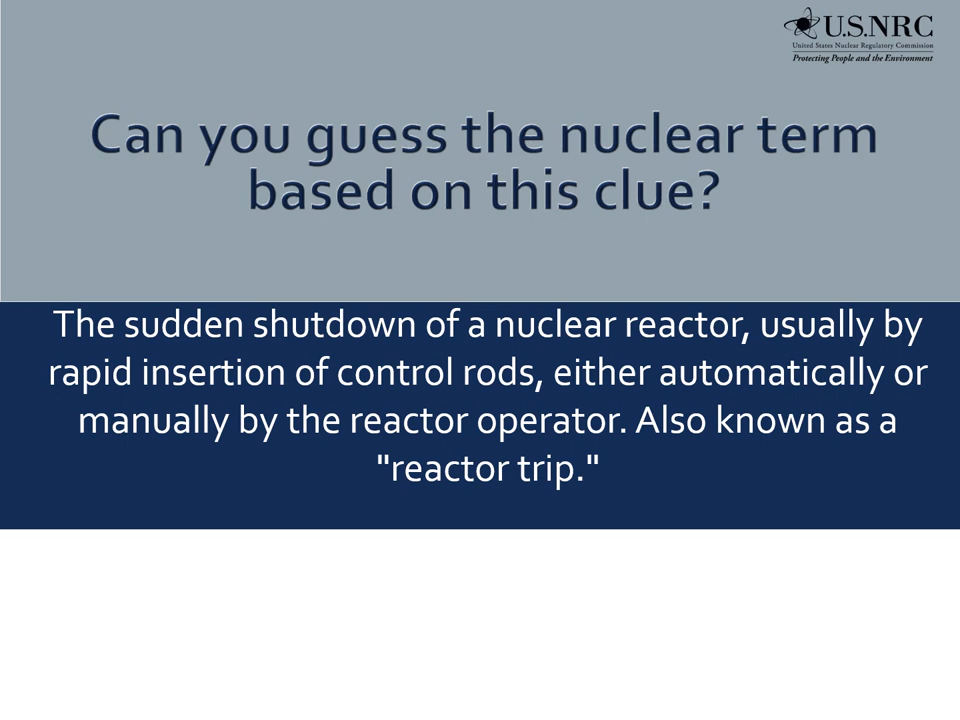 U.S.NRC
United States Nuclear Regulatory Commission
Protecting People and the Environment
Can you guess the nuclear term
based on this clue?
The sudden shutdown of a nuclear reactor, usually by
rapid insertion of control rods, either automatically or
manually by the reactor operator. Also known as a
"reactor trip."